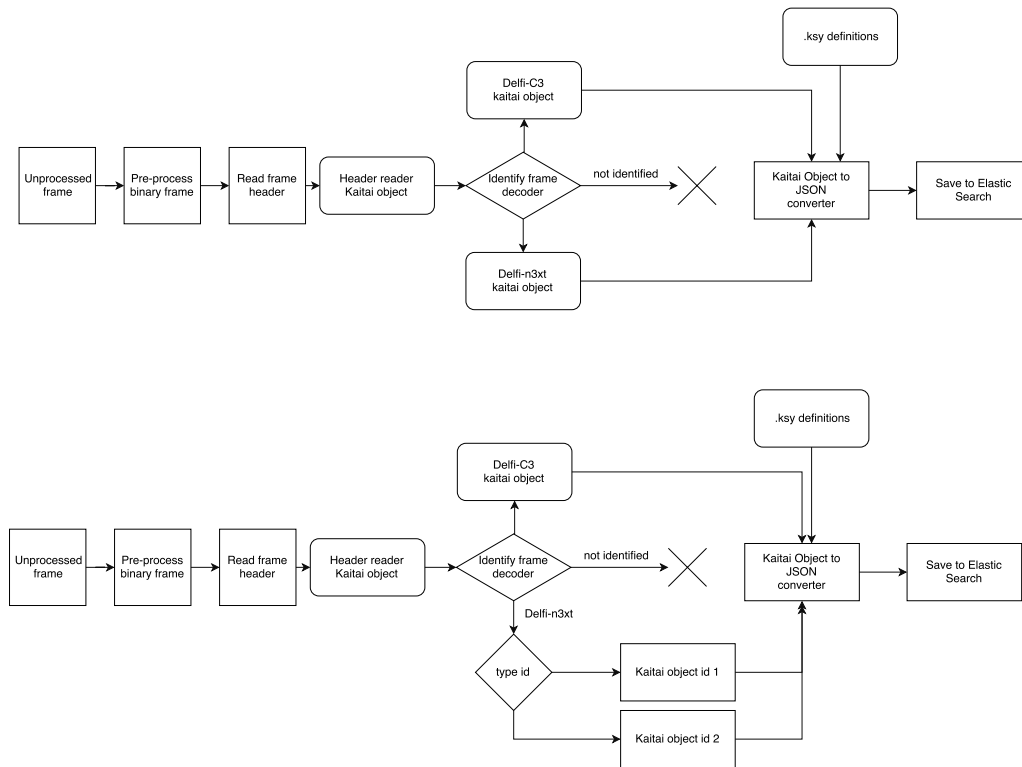 .ksy definitions
Delfi-C3
kaitai object
Unprocessed
frame
Pre-process
binary frame
Read frame
header
Header reader
Kaitai object
Identify frame
decoder
not identified
Kaitai Object to
JSON
converter
Save to Elastic
Search
Delfi-n3xt
kaitai object
.ksy definitions
Delfi-C3
kaitai object
Unprocessed
frame
Pre-process
binary frame
Read frame
header
Header reader
Kaitai object
Identify frame
decoder
not identified
Kaitai Object to
JSON
converter
Save to Elastic
Search
Delfi-n3xt
type id
Kaitai object id 1
Kaitai object id 2